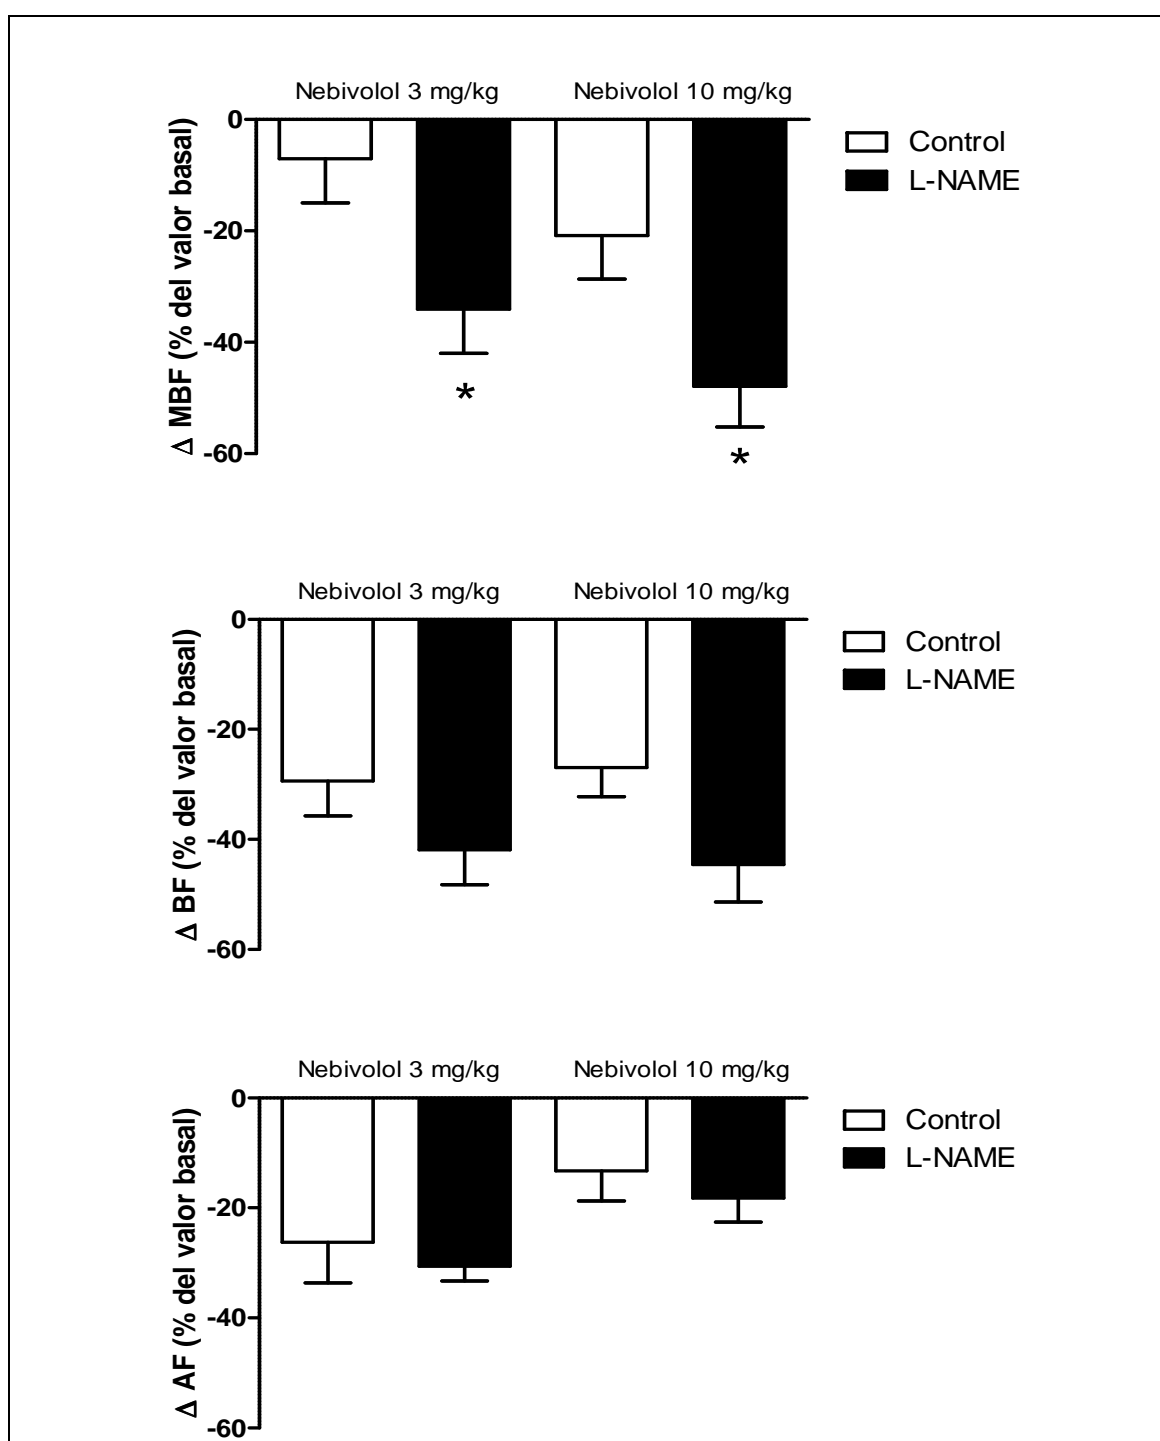 Nebivolol 3 mg/kg Nebivolol 10 mg/kg
Δ MBF (% del valor basal)
0
-20
-40
-60
Control
L-NAME
*
*
Nebivolol 3 mg/kg Nebivolol 10 mg/kg
Δ BF (% del valor basal)
0
-20
-40
-60
Control
L-NAME
Nebivolol 3 mg/kg Nebivolol 10 mg/kg
Δ AF (% del valor basal)
0
-20
-40
-60
Control
L-NAME